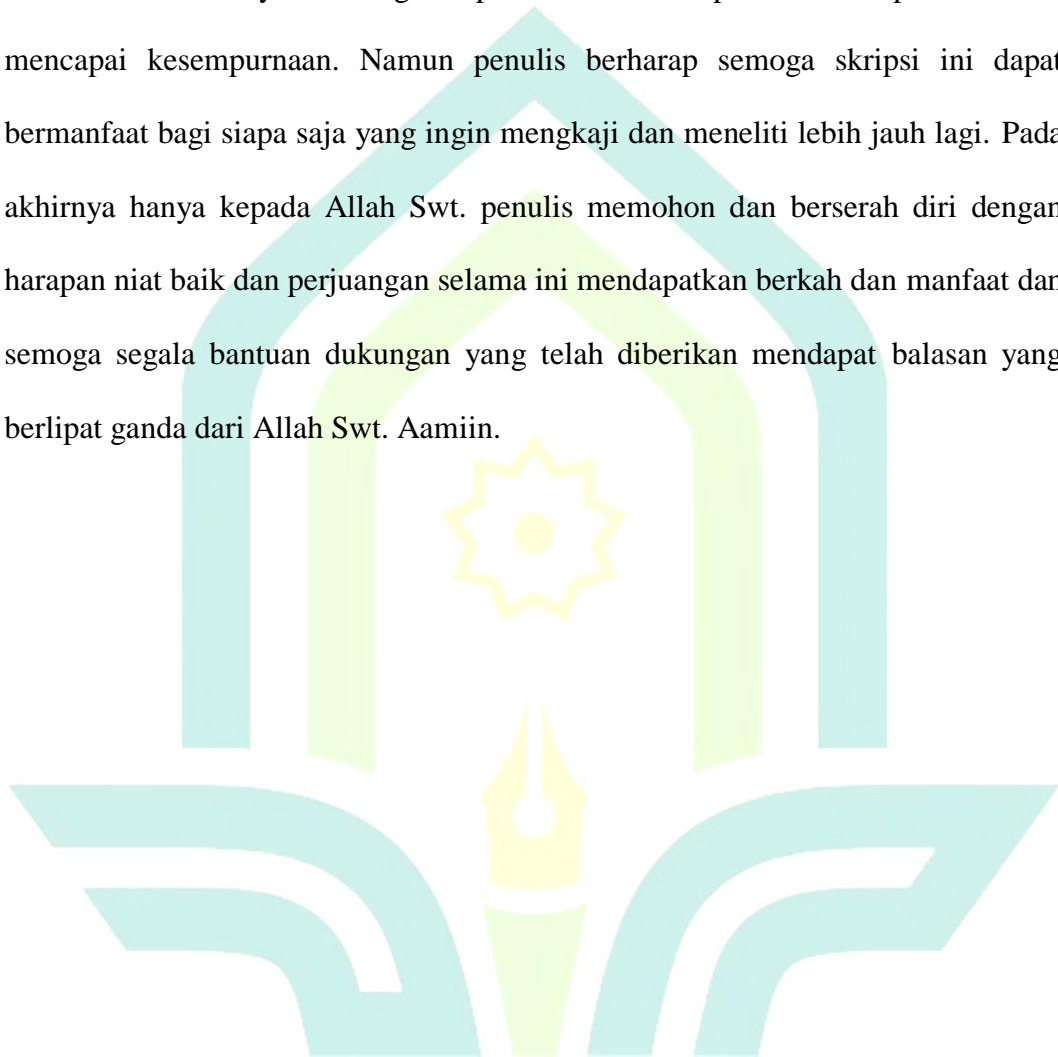 mencapai kesempurnaan. Namun penulis berharap semoga skripsi ini dapat
bermanfaat bagi siapa saja yang ingin mengkaji dan meneliti lebih jauh lagi. Pada
akhirnya hanya kepada Allah Swt. penulis memohon dan berserah diri dengan
harapan niat baik dan perjuangan selama ini mendapatkan berkah dan manfaat dan
semoga segala bantuan dukungan yang telah diberikan mendapat balasan yang
berlipat ganda dari Allah Swt. Aamiin.